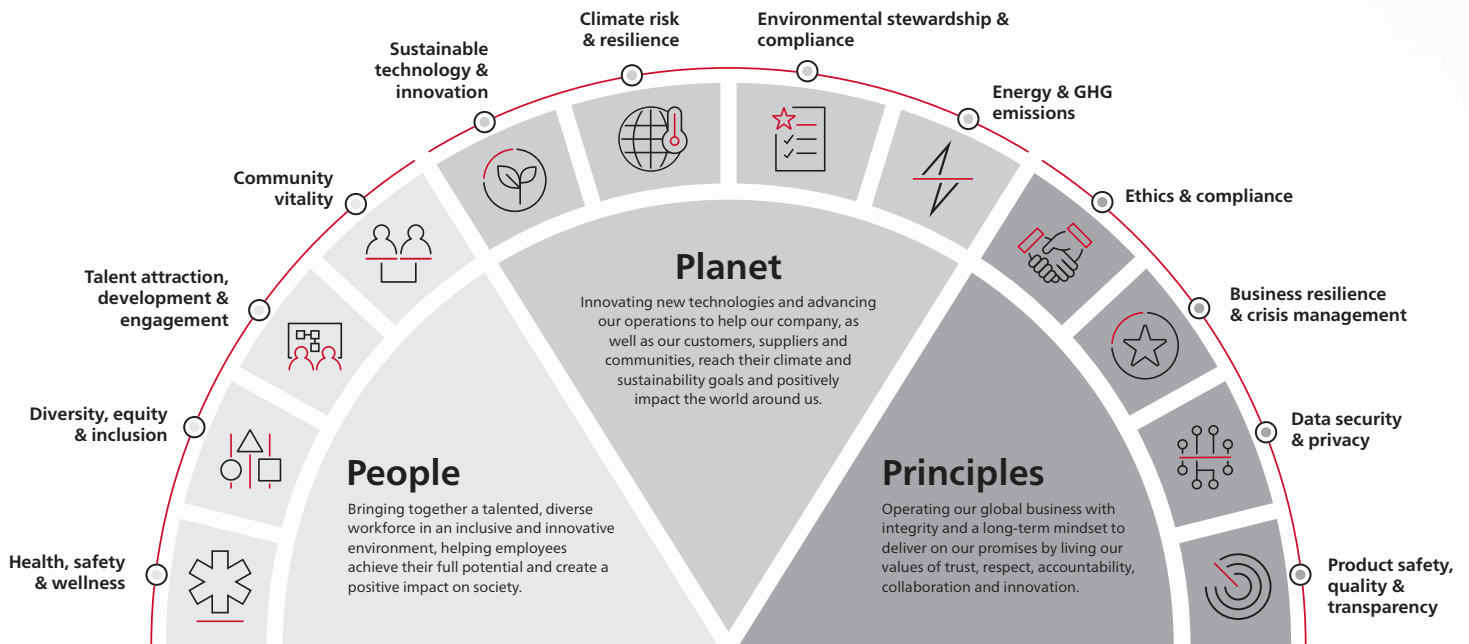 Climate risk
& resilience
Environmental stewardship &
compliance
Sustainable
technology &
innovation
Energy & GHG
emissions
Community
vitality
Ethics & compliance
Talent attraction,
development &
engagement
Business resilience
& crisis management
Diversity, equity
& inclusion
Data security
& privacy
Health, safety
& wellness
Product safety,
quality &
transparency
Planet
Innovating new technologies and advancing
our operations to help our company, as
well as our customers, suppliers and
communities, reach their climate and
sustainability goals and positively
impact the world around us.
People
Bringing together a talented, diverse
workforce in an inclusive and innovative
environment, helping employees
achieve their full potential and create a
positive impact on society.
Principles
Operating our global business with
integrity and a long-term mindset to
deliver on our promises by living our
values of trust, respect, accountability,
collaboration and innovation.